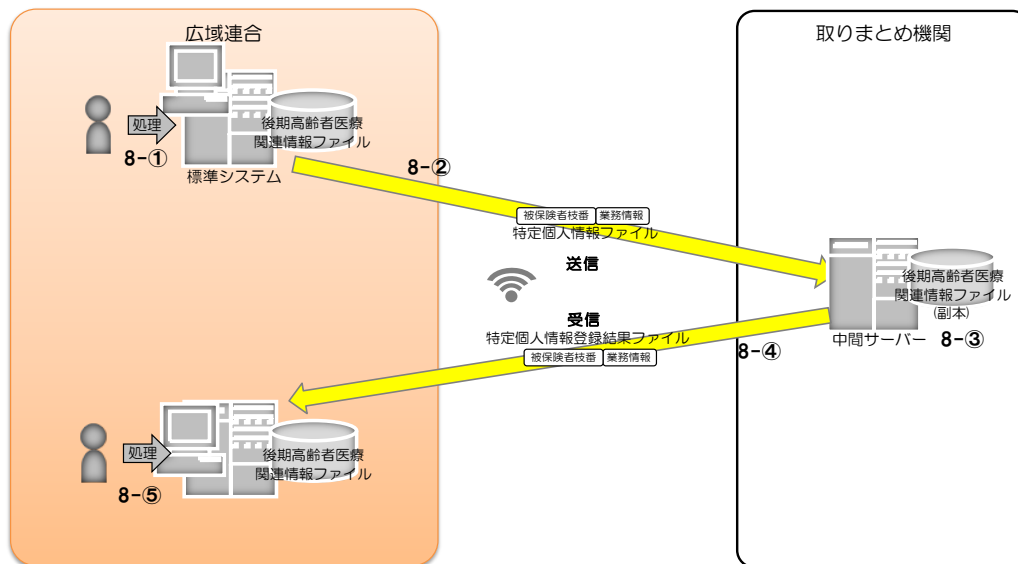 広域連合
取りまとめ機関
処理
8-①
後期高齢者医療
関連情報ファイル
標準システム
8-②
被保険者枝番 業務情報
特定個人情報ファイル
送信
後期高齢者医療
関連情報ファイル
(副本)
中間サーバー 8-③
受信
特定個人情報登録結果ファイル
被保険者枝番 業務情報
8-④
処理
8-⑤
後期高齢者医療
関連情報ファイル